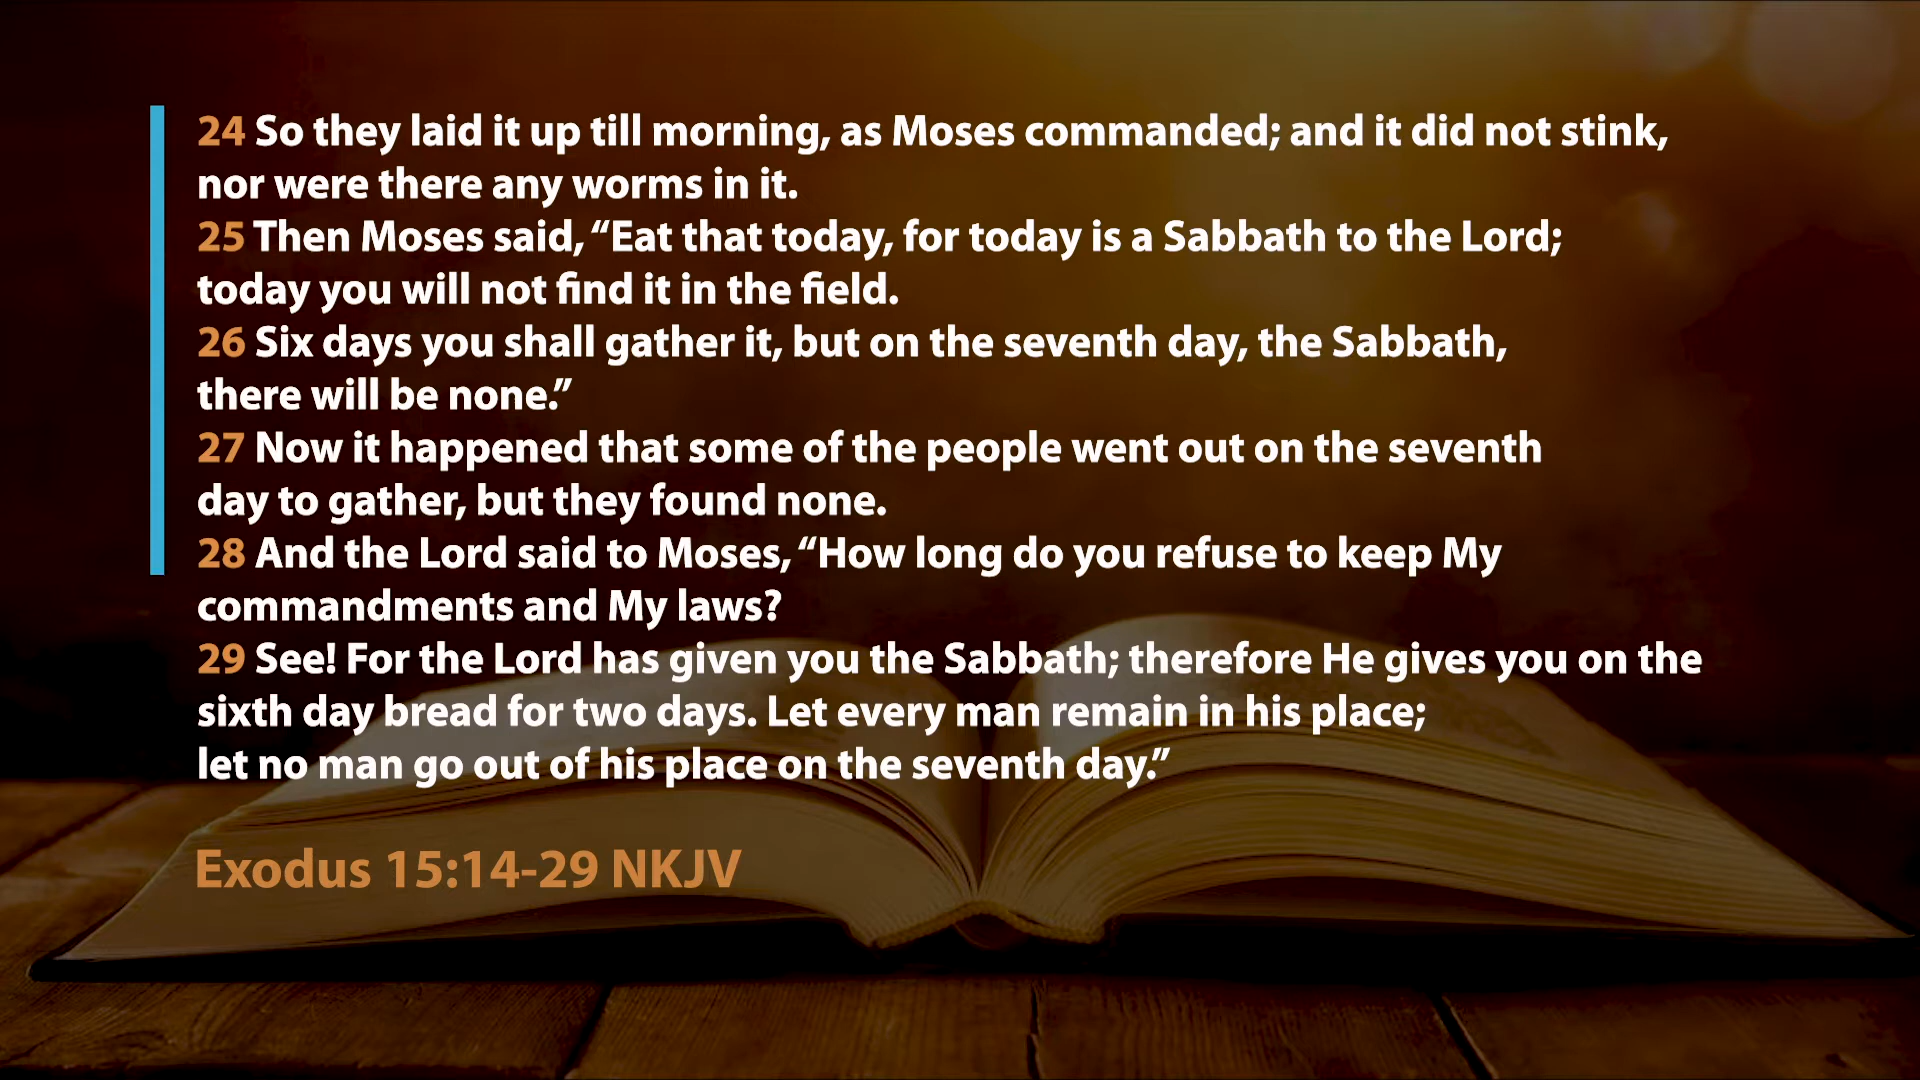 24 So they laid it up till morning, as Moses commanded; and it did not stink,
nor were there any worms in it.
25 Then Moses said, “Eat that today, for today is a Sabbath to the Lord;
today you will not find it in the field.
26 Six days you shall gather it, but on the seventh day, the Sabbath,
there will be none.”
27 Now it happened that some of the people went out on the seventh
day to gather, but they found none.
28 And the Lord said to Moses, “How long do you refuse to keep My
commandments and My laws?
29 See! For the Lord has given you the Sabbath; therefore He gives you on the
sixth day bread for two days. Let every man remain in his place;
let no man go out of his place on the seventh day.”
Exodus 15:14-29 NKJV